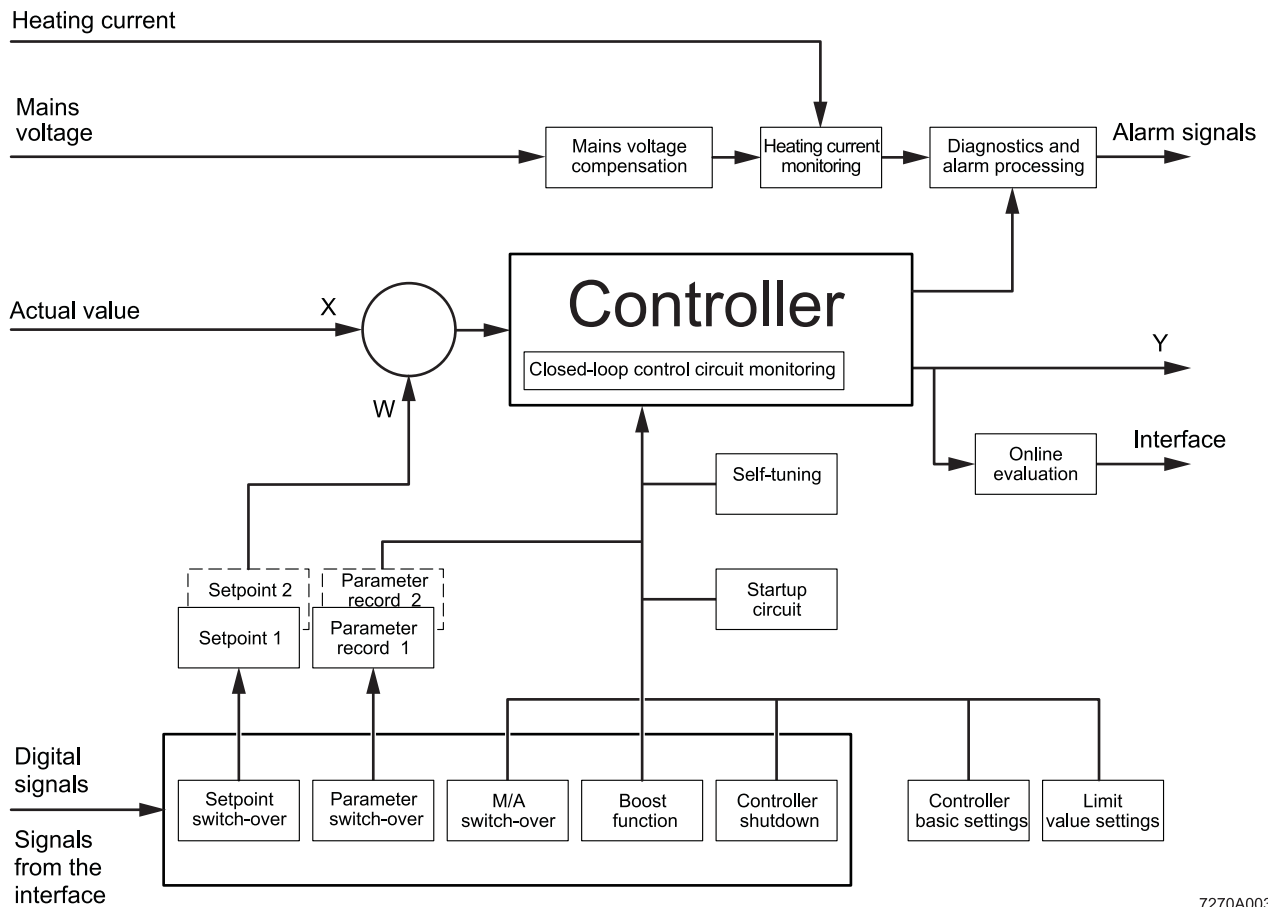 Heating current
Mains
voltage
Mains voltage
compensation
Heating current
monitoring
Diagnostics and
alarm processing
Alarm signals
Actual value
X
W
Controller
Closed-loop control circuit monitoring
Y
Online
evaluation
Interface
Self-tuning
Startup
circuit
Setpoint 2
Setpoint 1
Parameter
record 2
Parameter
record 1
Digital
signals
Signals
from the
interface
Setpoint
switch-over
Parameter
switch-over
M/A
switch-over
Boost
function
Controller
shutdown
Controller
basic settings
Limit
value settings
7270A003